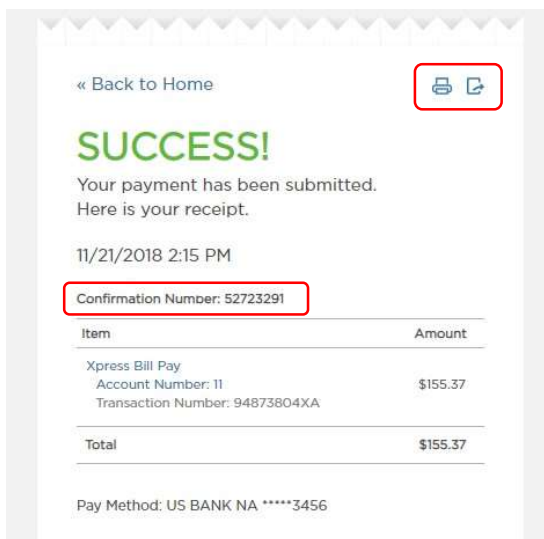 « Back to Home
SUCCESS!
Your payment has been submitted.
Here is your receipt.
11/21/2018 2:15 PM
Confirmation Number: 52723291
Item Amount
Xpress Bill Pay
Account Number: 11 $155.37
Transaction Number: 94873804XA
Total $155.37
Pay Method: US BANK NA *****3456